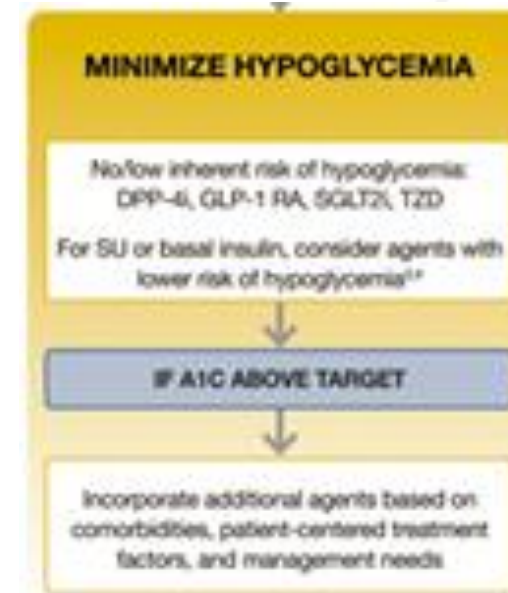 MINIMIZE HYPOGLYCEMIA
No/low inherent risk of hypoglycemia:
DPP-4i, GLP-1 RA, SGLT2i, TZD
For SU or basal insulin, consider agents with
lower risk of hypoglycemia
IF A1C ABOVE TARGET
Incorporate additional agents based on
comorbidities, patient-centered treatment
factors, and management needs